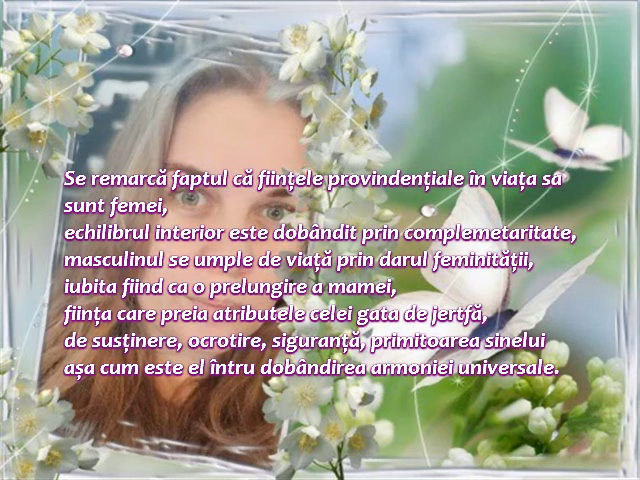 Se remarcă faptul că ființele provindențiale în viața sa
sunt femei,
echilibrul interior este dobândit prin complemetaritate,
masculinul se umple de viață prin darul feminității,
iubita fiind ca o prelungire a mamei,
ființa care preia atributele celei gata de jertfă,
de susținere, ocrotire, siguranță, primitoarea sinelui
așa cum este el întru dobândirea armoniei universale.